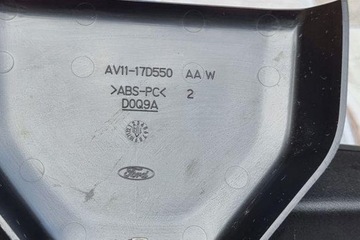 AV11-17D550 AA W
>ABS-PC< 2
D0Q9A
Ford